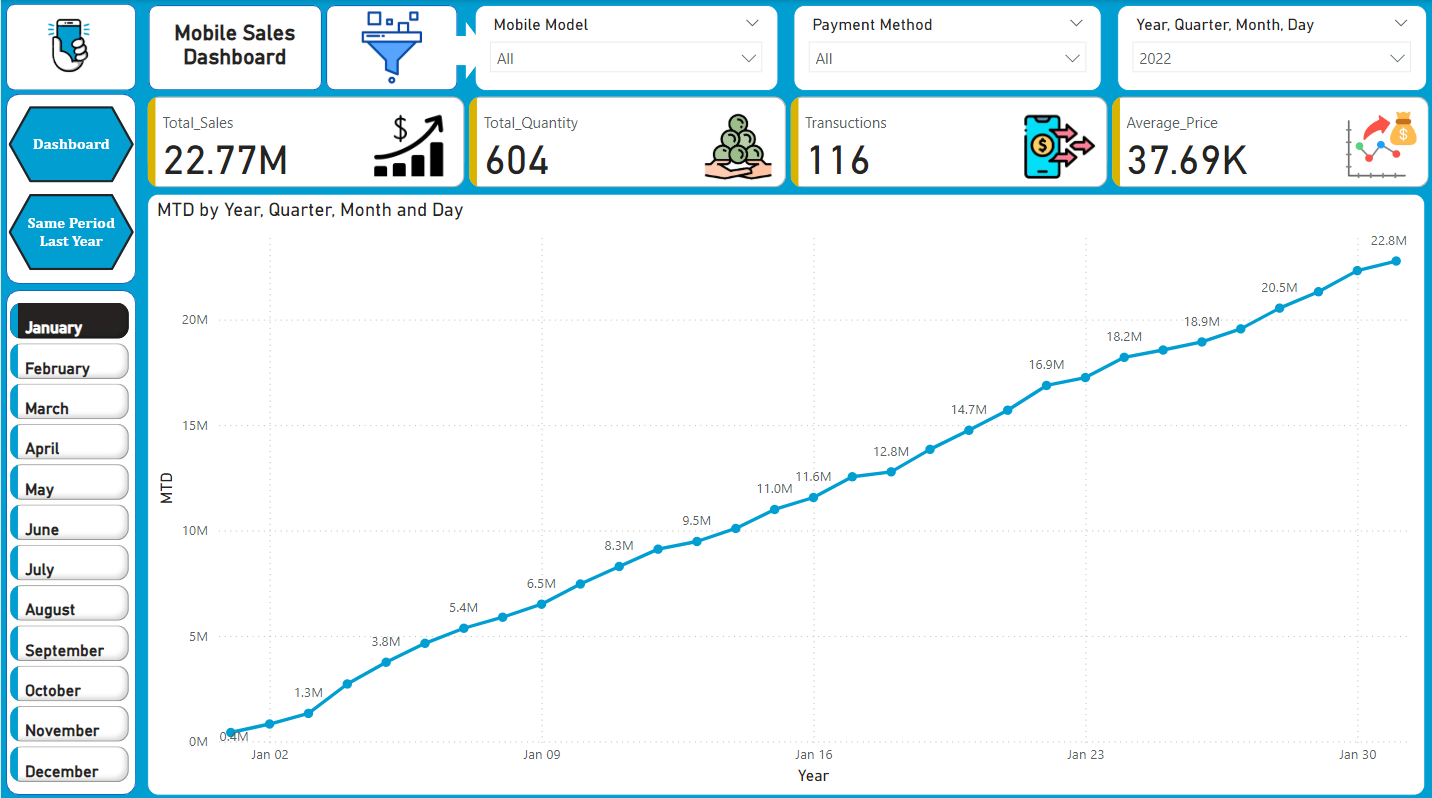 Mobile Sales
Dashboard
Mobile Model
All
Payment Method
All
Year, Quarter, Month, Day
2022
Dashboard
Same Period
Last Year
January
February
March
April
May
June
July
August
September
October
November
December
Total_Sales
22.77M
$
Total_Quantity
604
Transuctions
116
$
Average_Price
37.69K
$
MTD by Year, Quarter, Month and Day
MTD
20M
15M
10M
5M
0M
0.4M
1.3M
3.8M
5.4M
6.5M
8.3M
9.5M
11.0M
11.6M
12.8M
14.7M
16.9M
18.2M
18.9M
20.5M
22.8M
Jan 02
Jan 09
Jan 16
Jan 23
Jan 30
Year